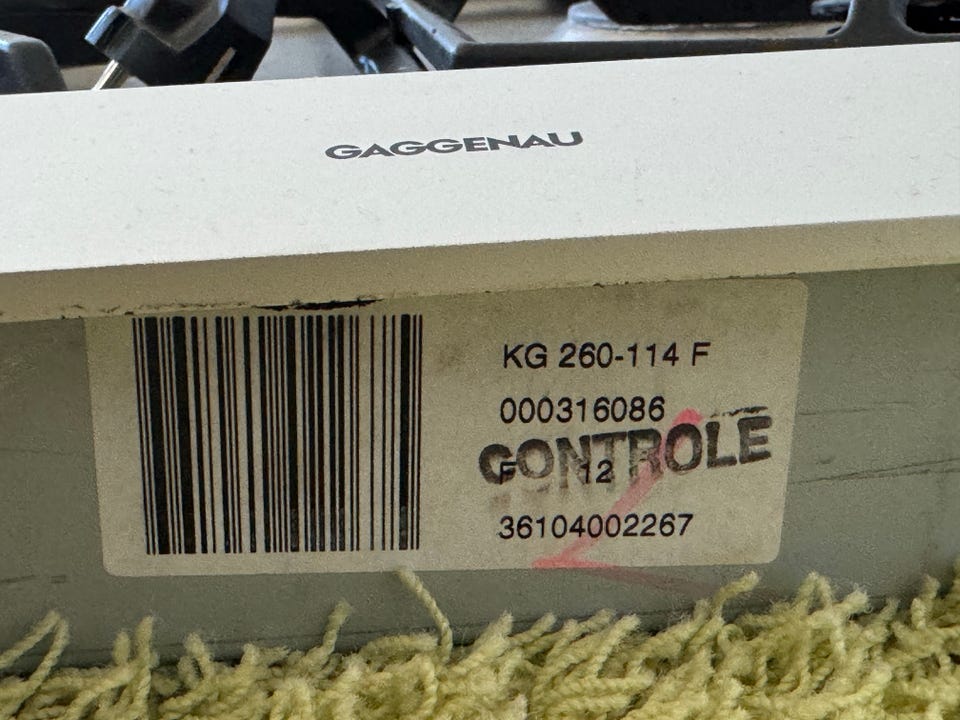 GAGGENAU
KG 260-114 F
000316086
CONTROLE
F 12
36104002267